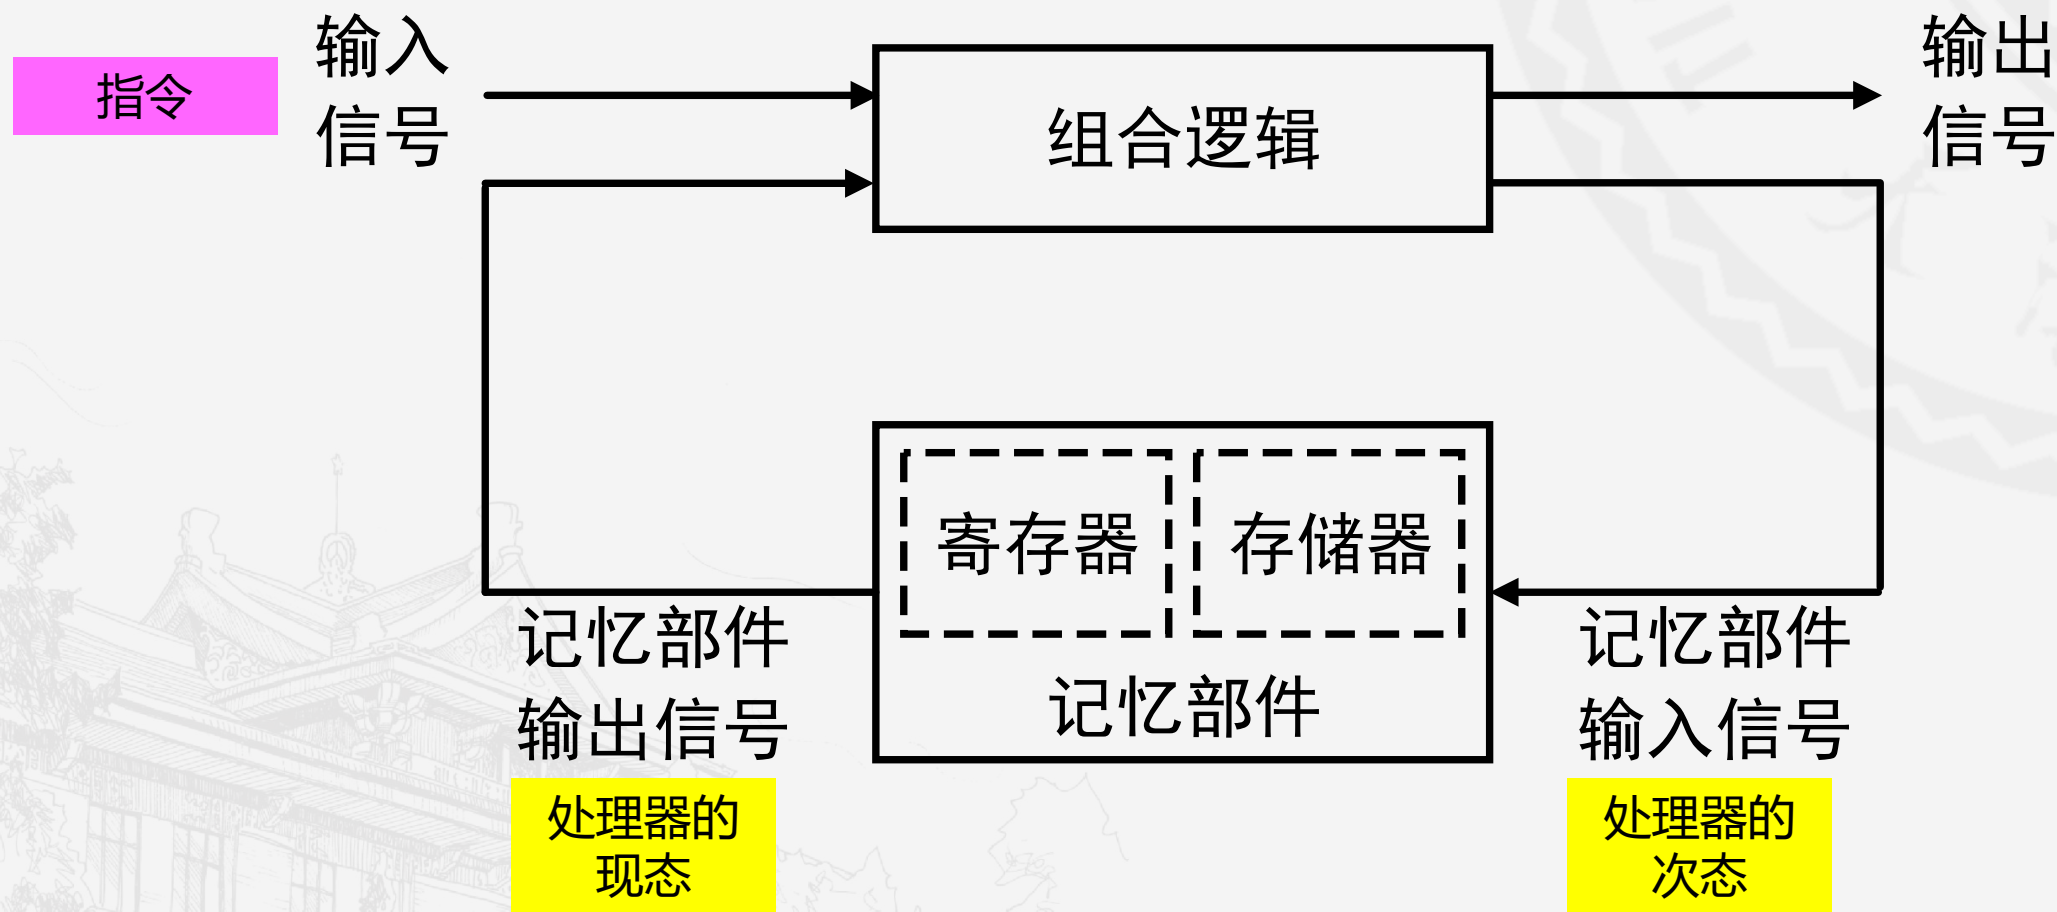 指令
输入
信号
组合逻辑
输出
信号
寄存器
存储器
记忆部件
记忆部件
输出信号
处理器的
现态
记忆部件
输入信号
处理器的
次态